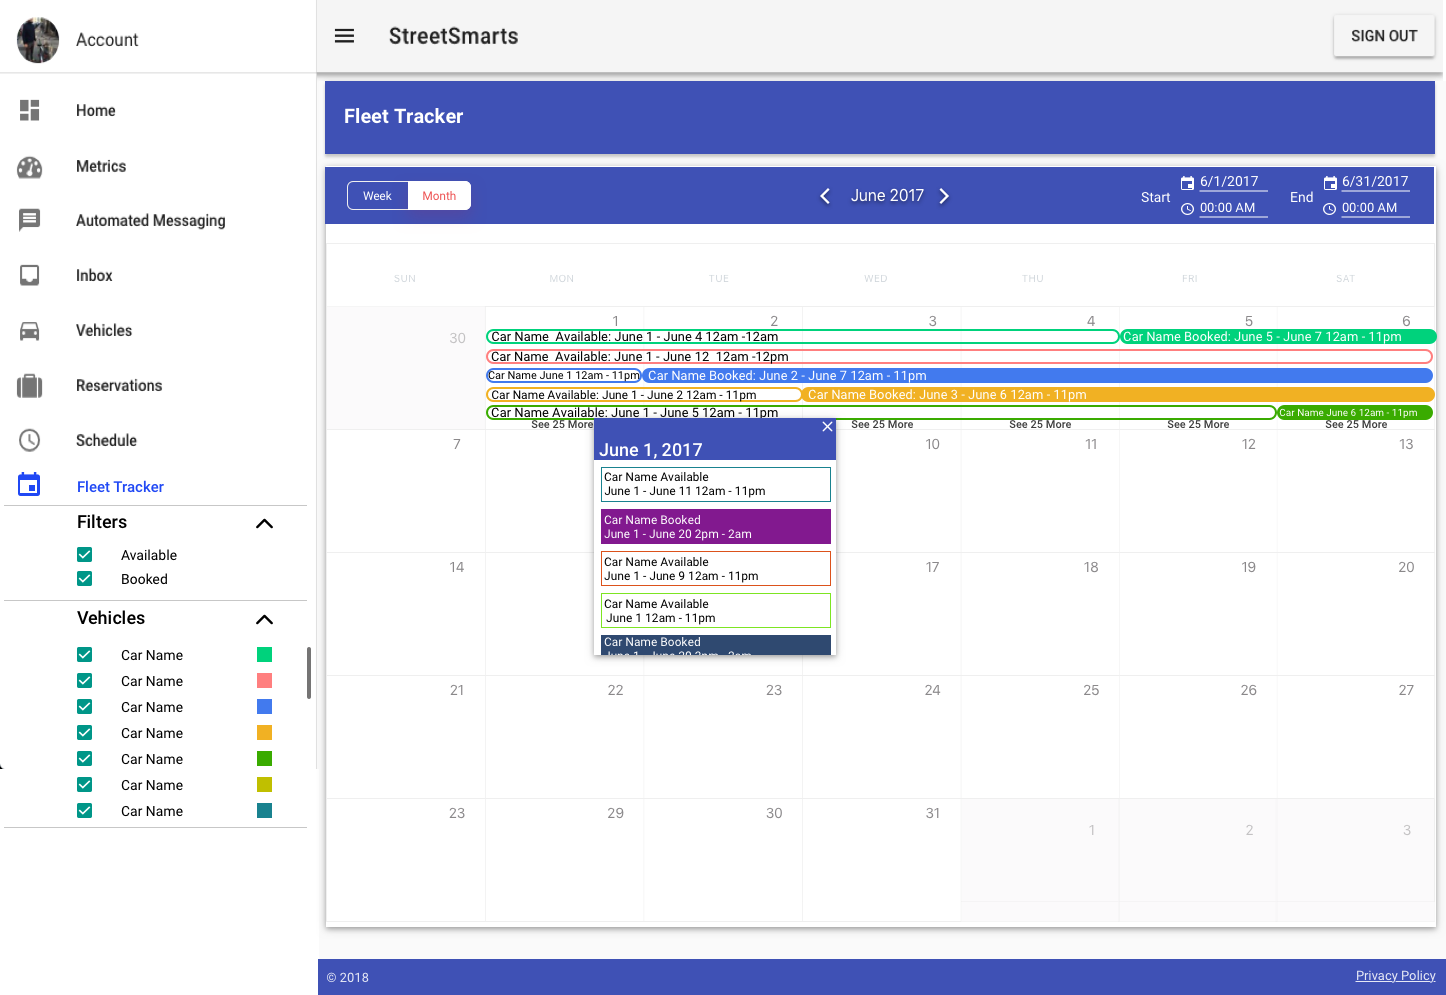 Account
StreetSmarts
SIGN OUT
Home
Metrics
Automated Messaging
Inbox
Vehicles
Reservations
Schedule
Fleet Tracker
Filters
Available
Booked
Vehicles
Car Name
Car Name
Car Name
Car Name
Car Name
Car Name
Car Name
Fleet Tracker
Week Month
June 2017
Start 6/1/2017 End 6/31/2017
00:00 AM 00:00 AM
SUN MON TUE WED THU FRI SAT
30 1 2 3 4 5 6
Car Name Available: June 1 - June 4 12am -12am Car Name Booked: June 5 - June 7 12am - 11pm
Car Name Available: June 1 - June 12 12am -12pm
Car Name June 1 12am - 11pm Car Name Booked: June 2 - June 7 12am - 11pm
Car Name Available: June 1 - June 2 12am - 11pm Car Name Booked: June 3 - June 6 12am - 11pm
Car Name Available: June 1 - June 5 12am - 11pm Car Name June 6 12am - 11pm
See 25 More See 25 More See 25 More See 25 More See 25 More
June 1, 2017
Car Name Available
June 1 - June 11 12am - 11pm
Car Name Booked
June 1 - June 20 2pm - 2am
Car Name Available
June 1 - June 9 12am - 11pm
Car Name Available
June 1 12am - 11pm
Car Name Booked
June 1 - June 20 2pm - 2am
7 10 11 12 13
14 17 18 19 20
21 22 23 24 25 26 27
23 29 30 31 1 2 3
© 2018
Privacy Policy